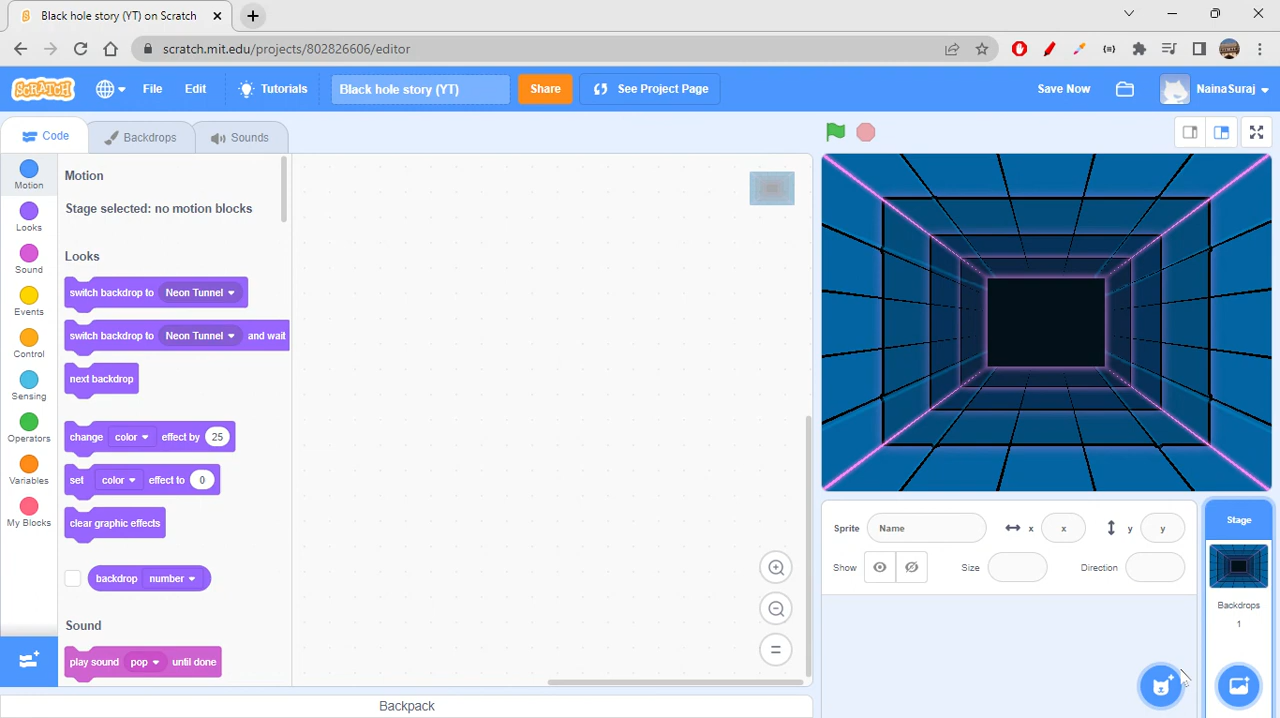 Black hole story (YT) on Scratch
scratch.mit.edu/projects/802826606/editor
SCRATCH
File
Edit
Tutorials
Black hole story (YT)
Share
See Project Page
Save Now
NainaSuraj
Code
Backdrops
Sounds
Motion
Looks
Sound
Events
Control
Sensing
Operators
Variables
My Blocks
Motion
Stage selected: no motion blocks
Looks
switch backdrop to Neon Tunnel
switch backdrop to Neon Tunnel and wait
next backdrop
change color effect by 25
set color effect to 0
clear graphic effects
backdrop number
Sound
play sound pop until done
Backpack
Sprite Name x x y y
Show Size Direction
Stage
Backdrops
1